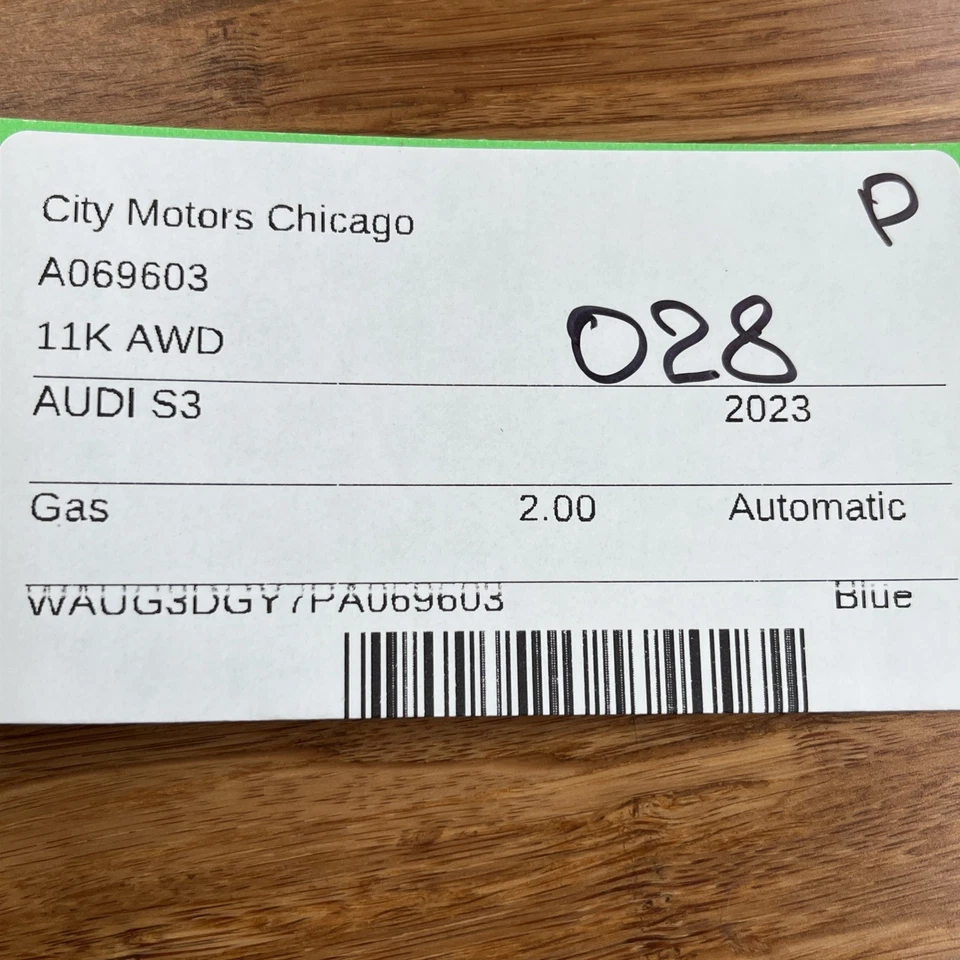 City Motors Chicago
P
A069603
11K AWD
028
AUDI S3 2023
Gas 2.00 Automatic
WAUG3DGY7PA069603 Blue